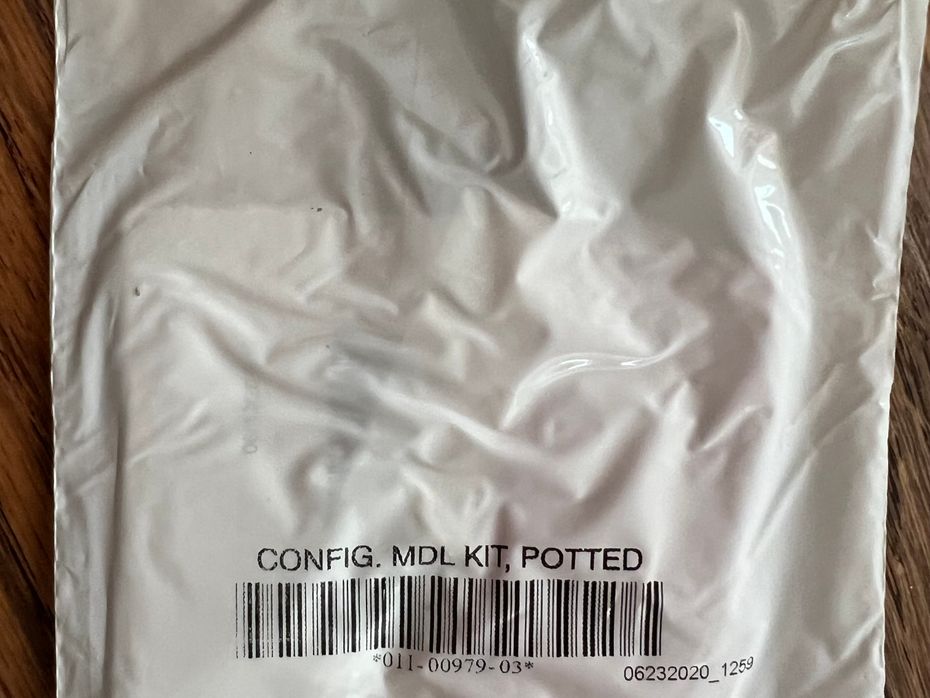 CONFIG. MDL KIT, POTTED
*011-00979-03*
06232020_1259